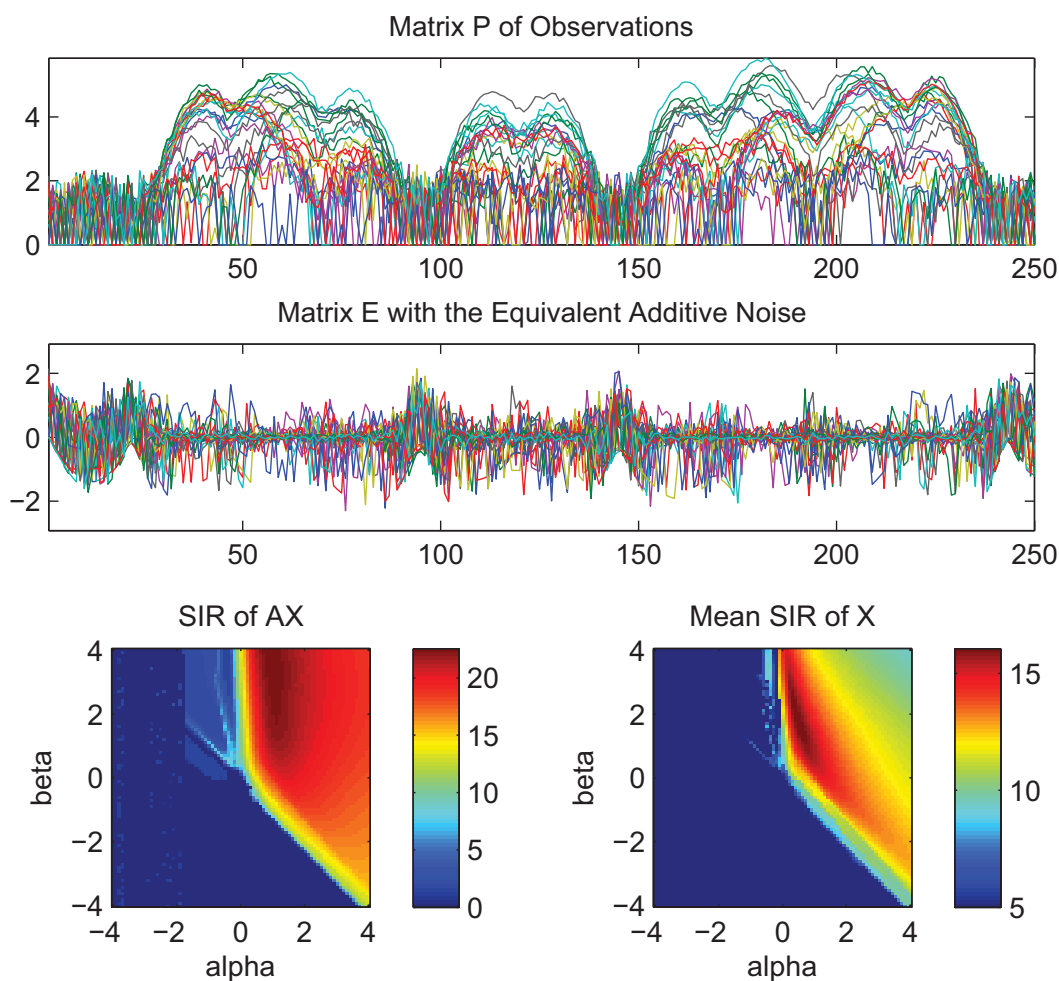 Matrix P of Observations
4
2
0
50 100 150 200 250
Matrix E with the Equivalent Additive Noise
2
0
−2
50 100 150 200 250
SIR of AX
4
2
0
−2
−4
beta
−4 −2 0 2 4
alpha
20
15
10
5
0
Mean SIR of X
4
2
0
−2
−4
beta
−4 −2 0 2 4
alpha
15
10
5